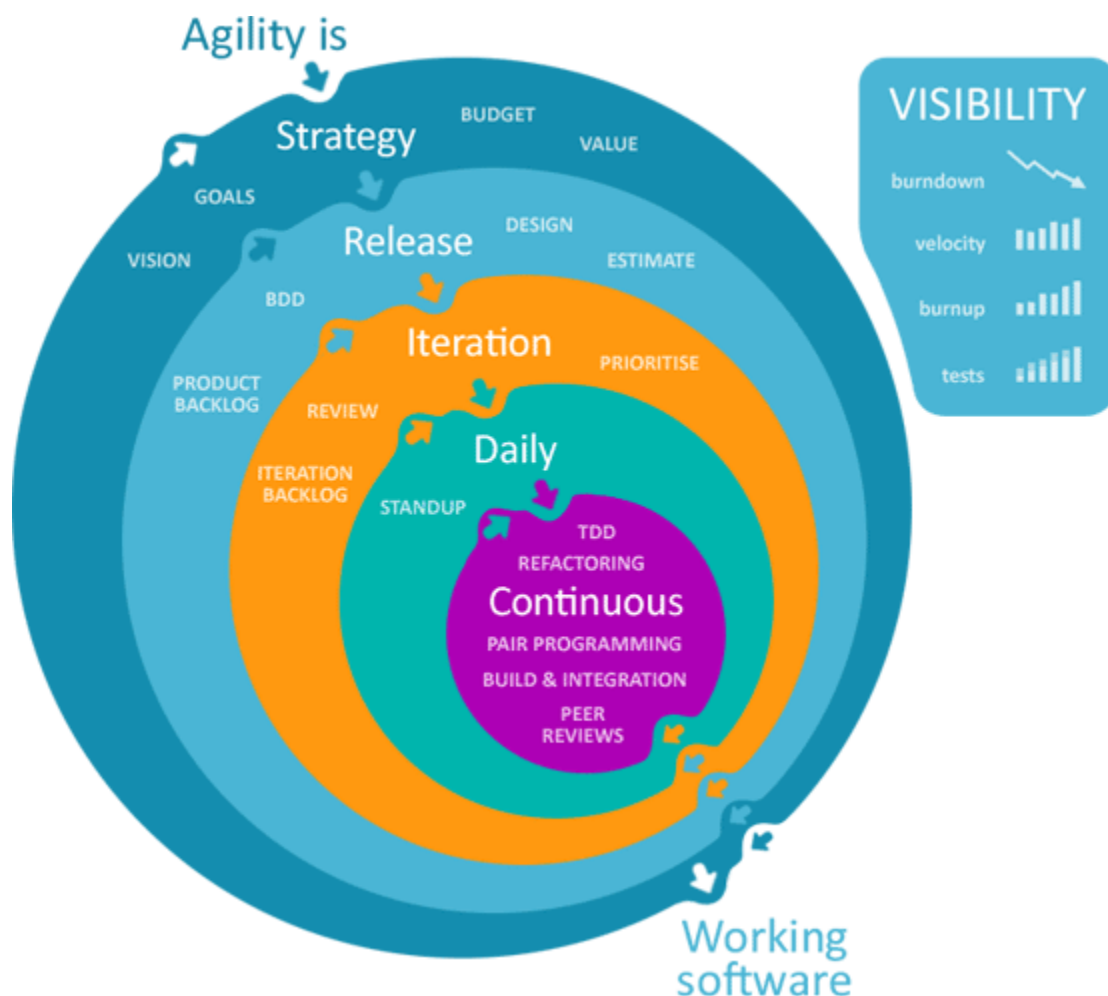 Agility is
Strategy
BUDGET
VALUE
GOALS
VISION
Release
DESIGN
ESTIMATE
BDD
PRODUCT
BACKLOG
Iteration
PRIORITISE
REVIEW
ITERATION
BACKLOG
Daily
STANDUP
TDD
REFACTORING
Continuous
PAIR PROGRAMMING
BUILD & INTEGRATION
PEER
REVIEWS
Working
software
VISIBILITY
burndown
velocity
burnup
tests